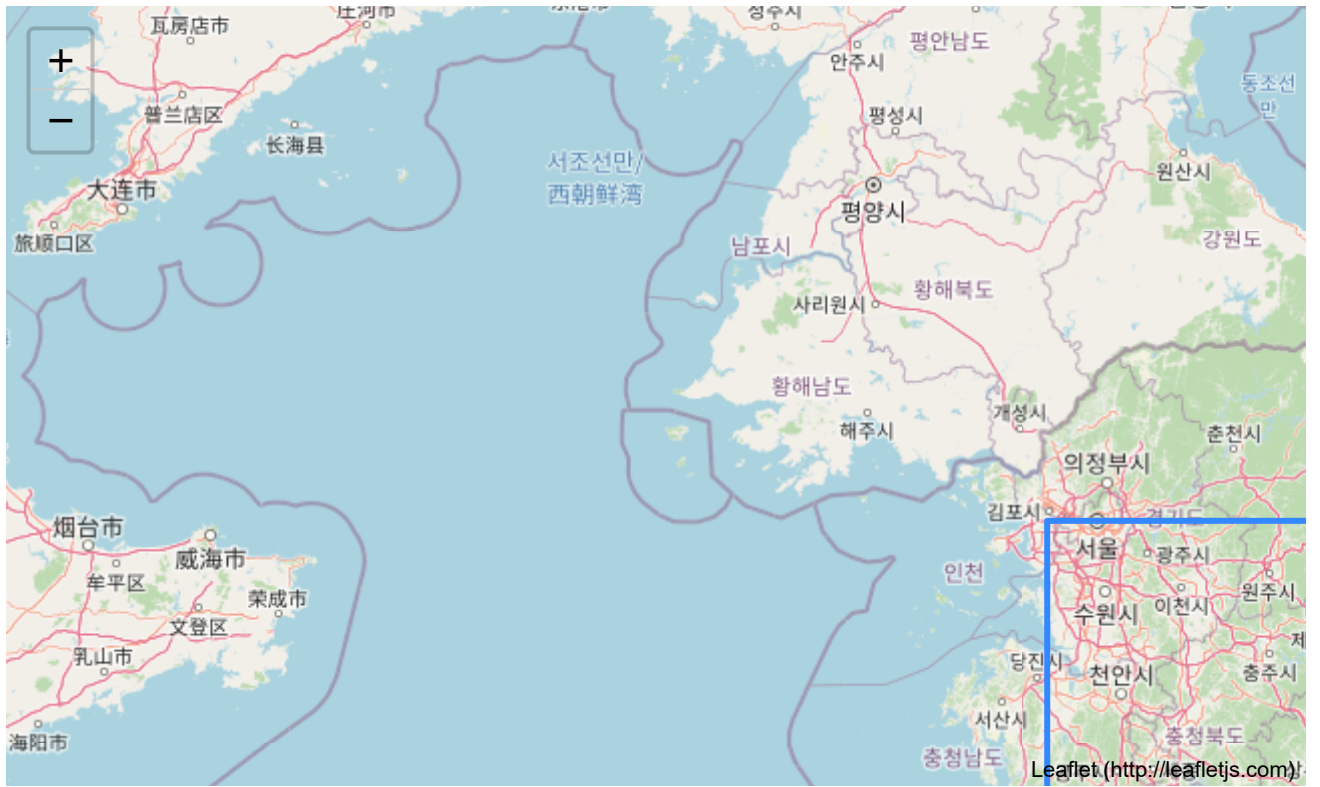 庄河市
瓦房店市
정주시
평안남도
안주시
+
동조선
만
−
普兰店区
평성시
长海县
서조선만/
西朝鲜湾
원산시
大连市
평양시
旅顺口区
남포시
강원도
황해북도
사리원시
황해남도
개성시
해주시
춘천시
의정부시
김포시
경기도
烟台市
威海市
서울
광주시
인천
牟平区
荣成市
원주시
수원시
이천시
文登区
제
乳山市
당진시
천안시
충주시
서산시
海阳市
충청북도
충청남도
Leaflet (http://leafletjs.com)